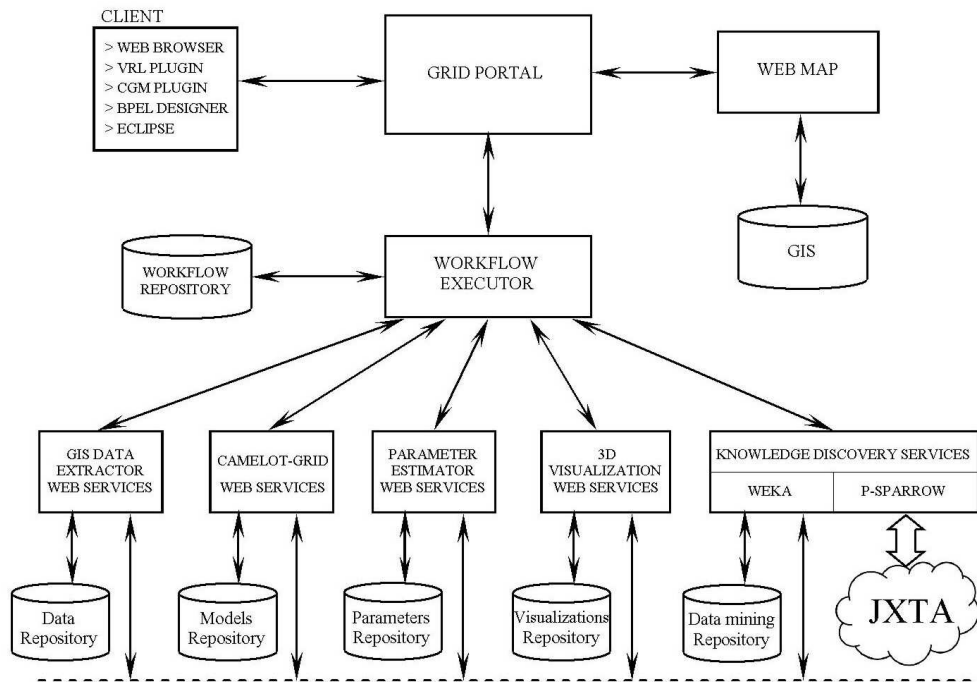 CLIENT
> WEB BROWSER
> VRL PLUGIN
> CGM PLUGIN
> BPEL DESIGNER
> ECLIPSE
GRID PORTAL
WEB MAP
GIS
WORKFLOW
REPOSITORY
WORKFLOW
EXECUTOR
GIS DATA
EXTRACTOR
WEB SERVICES
CAMELOT-GRID
WEB SERVICES
PARAMETER
ESTIMATOR
WEB SERVICES
3D
VISUALIZATION
WEB SERVICES
KNOWLEDGE DISCOVERY SERVICES
WEKA
P-SPARROW
Data
Repository
Models
Repository
Parameters
Repository
Visualizations
Repository
Data mining
Repository
JXTA